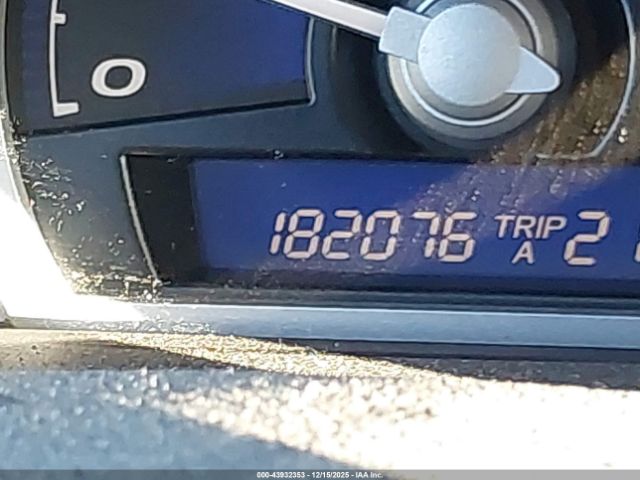 0
182076 TRIP A 2
000-43932353 - 12/15/2025 - IAA Inc.